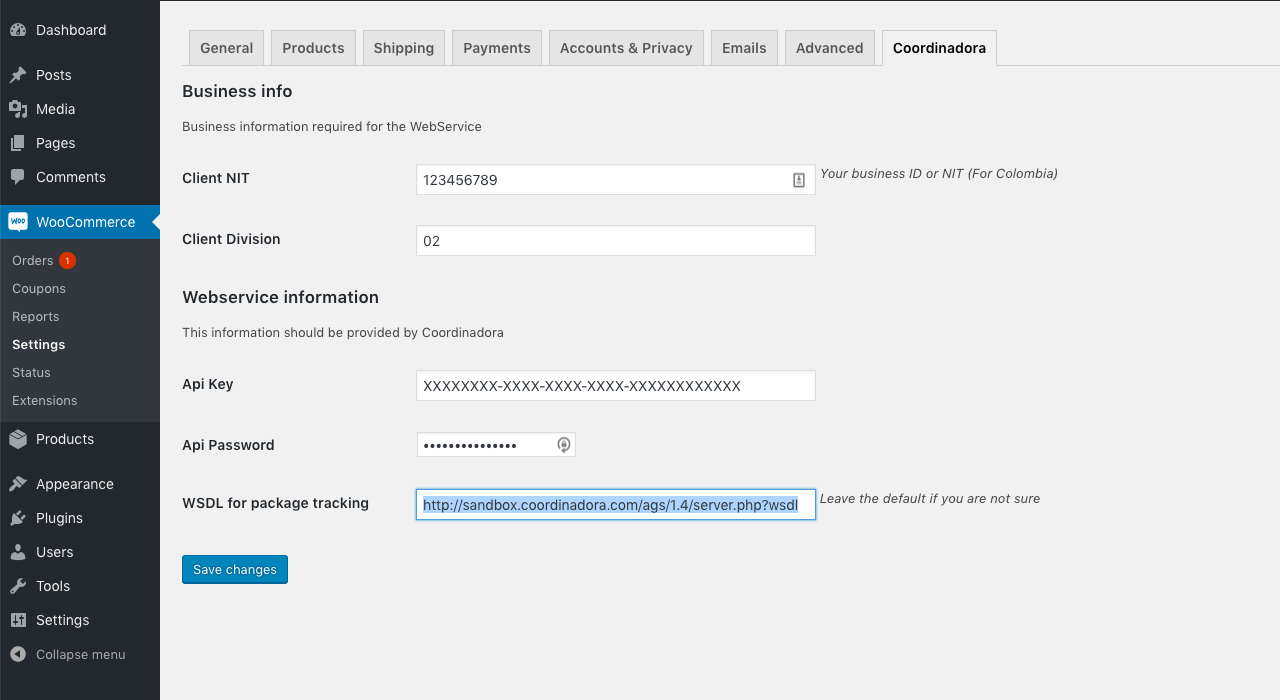 Dashboard
Posts
Media
Pages
Comments
WOO WooCommerce
Orders 1
Coupons
Reports
Settings
Status
Extensions
Products
Appearance
Plugins
Users
Tools
Settings
Collapse menu
General Products Shipping Payments Accounts & Privacy Emails Advanced Coordinadora
Business info
Business information required for the WebService
Client NIT 123456789 Your business ID or NIT (For Colombia)
Client Division 02
Webservice information
This information should be provided by Coordinadora
Api Key XXXXXXXX-XXXX-XXXX-XXXX-XXXXXXXXXXXX
Api Password •••••••••••••••
WSDL for package tracking http://sandbox.coordinadora.com/ags/1.4/server.php?wsdl Leave the default if you are not sure
Save changes